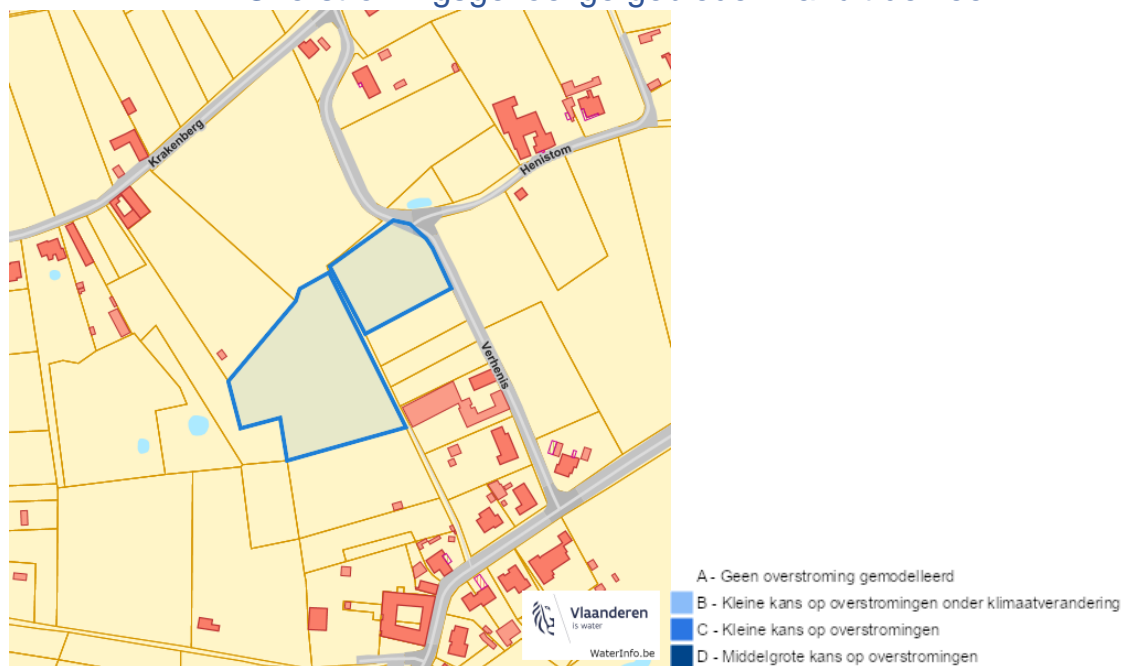 Krakenberg
Henistom
Verhenis
Vlaanderen
is water
WaterInfo.be
A - Geen overstroming gemodelleerd
B - Kleine kans op overstromingen onder klimaatverandering
C - Kleine kans op overstromingen
D - Middelgrote kans op overstromingen